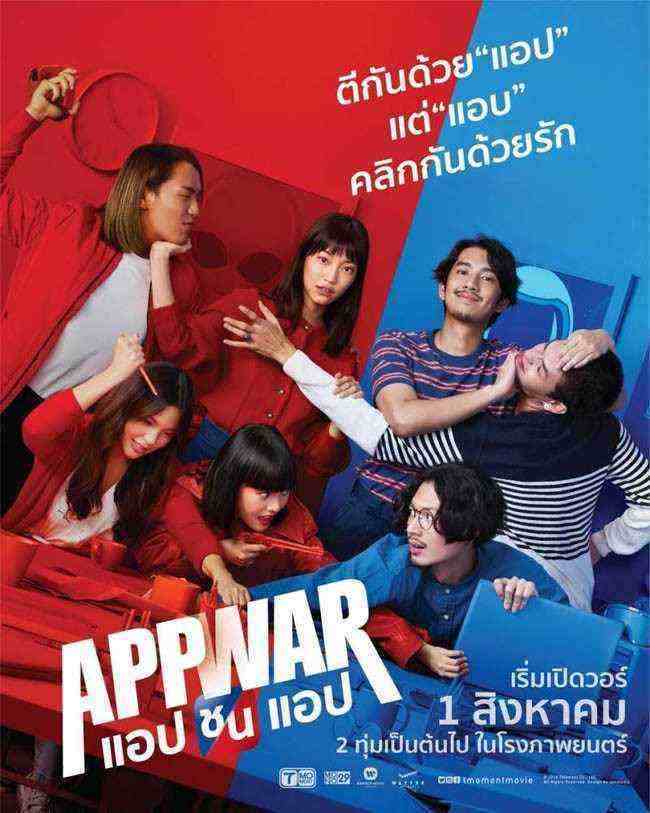 ตีกันด้วย“แอป”
แต่“แอบ”
คลิกกันด้วยรัก
APPWAR
แอป ชน แอป
เริ่มเปิดวอร์
1 สิงหาคม
2 ทุ่มเป็นต้นไป ในโรงภาพยนตร์
T MOMENT MONO 29 tmomentmovie